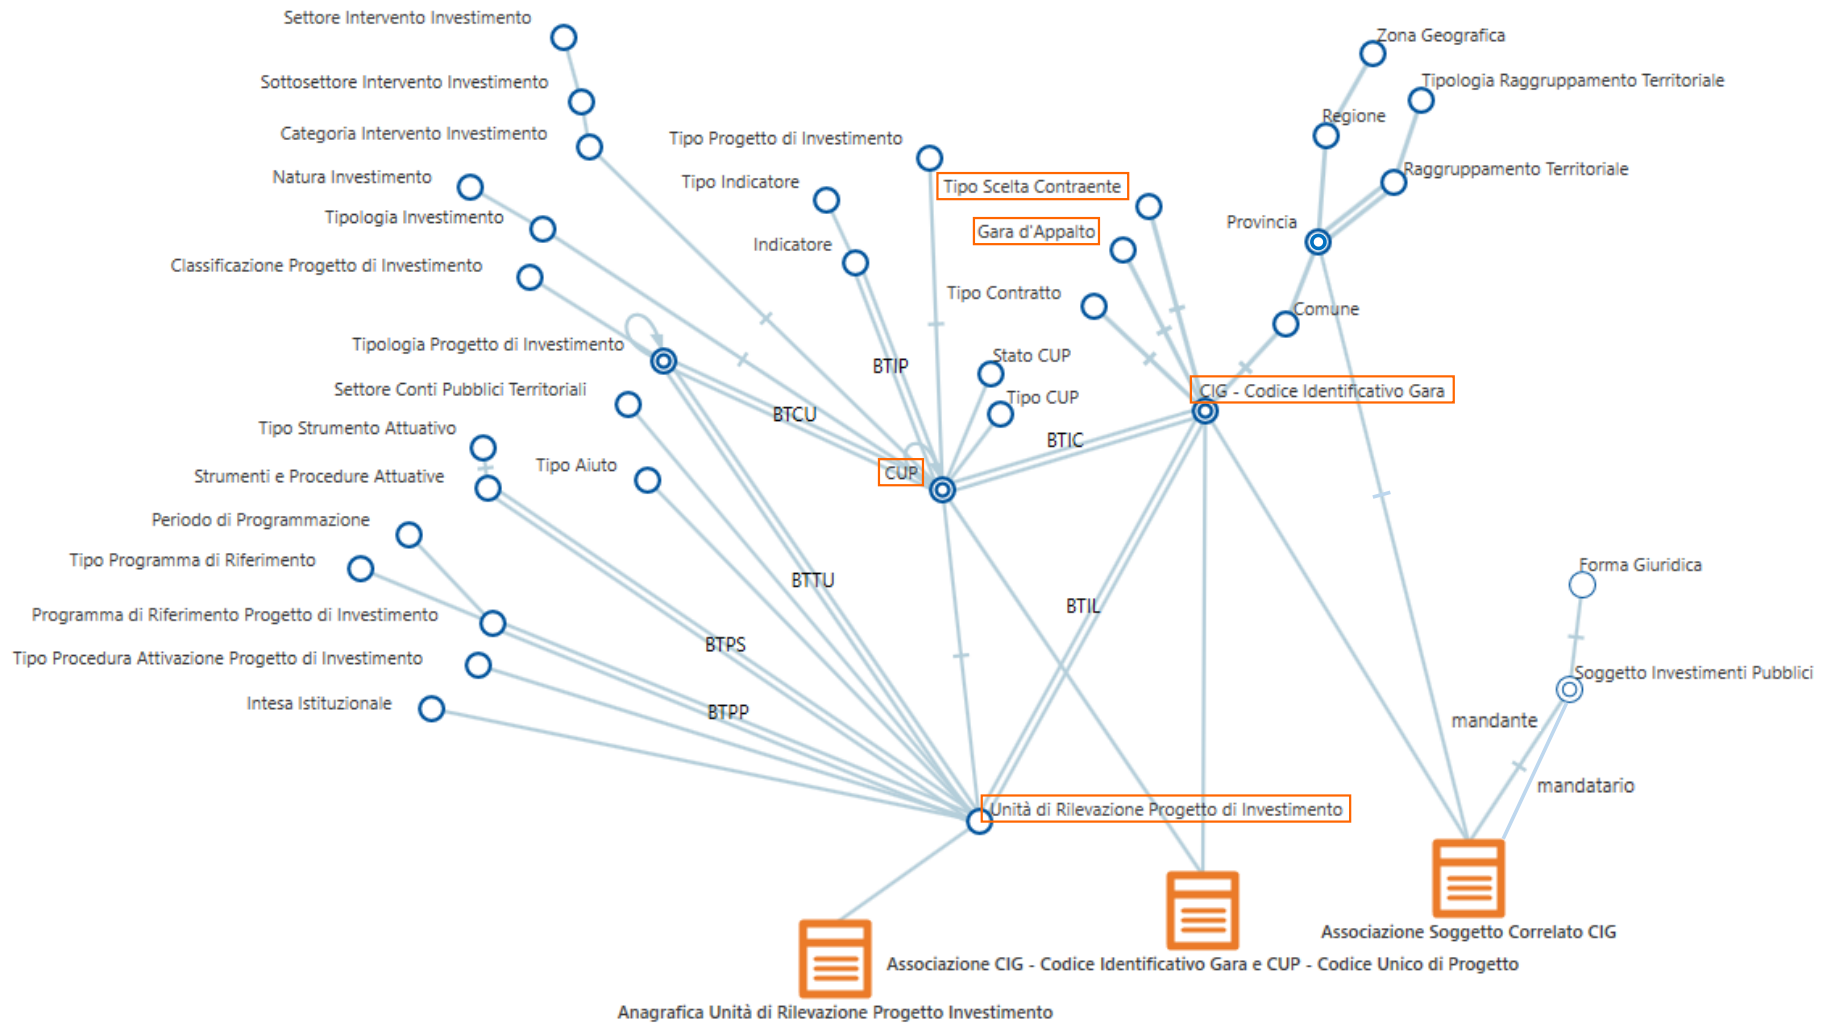 Settore Intervento Investimento
Sottosettore Intervento Investimento
Categoria Intervento Investimento
Natura Investimento
Tipologia Investimento
Classificazione Progetto di Investimento
Tipologia Progetto di Investimento
Settore Conti Pubblici Territoriali
Tipo Strumento Attuativo
Tipo Aiuto
Strumenti e Procedure Attuative
Periodo di Programmazione
Tipo Programma di Riferimento
Programma di Riferimento Progetto di Investimento
Tipo Procedura Attivazione Progetto di Investimento
Intesa Istituzionale
Tipo Progetto di Investimento
Tipo Indicatore
Indicatore
Tipo Scelta Contraente
Gara d'Appalto
Tipo Contratto
Stato CUP
Tipo CUP
CUP
BTIP
BTCU
BTIC
BTTU
BTIL
BTPS
BTPP
Zona Geografica
Tipologia Raggruppamento Territoriale
Regione
Raggruppamento Territoriale
Provincia
Comune
CIG - Codice Identificativo Gara
Forma Giuridica
Soggetto Investimenti Pubblici
mandante
mandatario
Unità di Rilevazione Progetto di Investimento
Associazione Soggetto Correlato CIG
Associazione CIG - Codice Identificativo Gara e CUP - Codice Unico di Progetto
Anagrafica Unità di Rilevazione Progetto Investimento